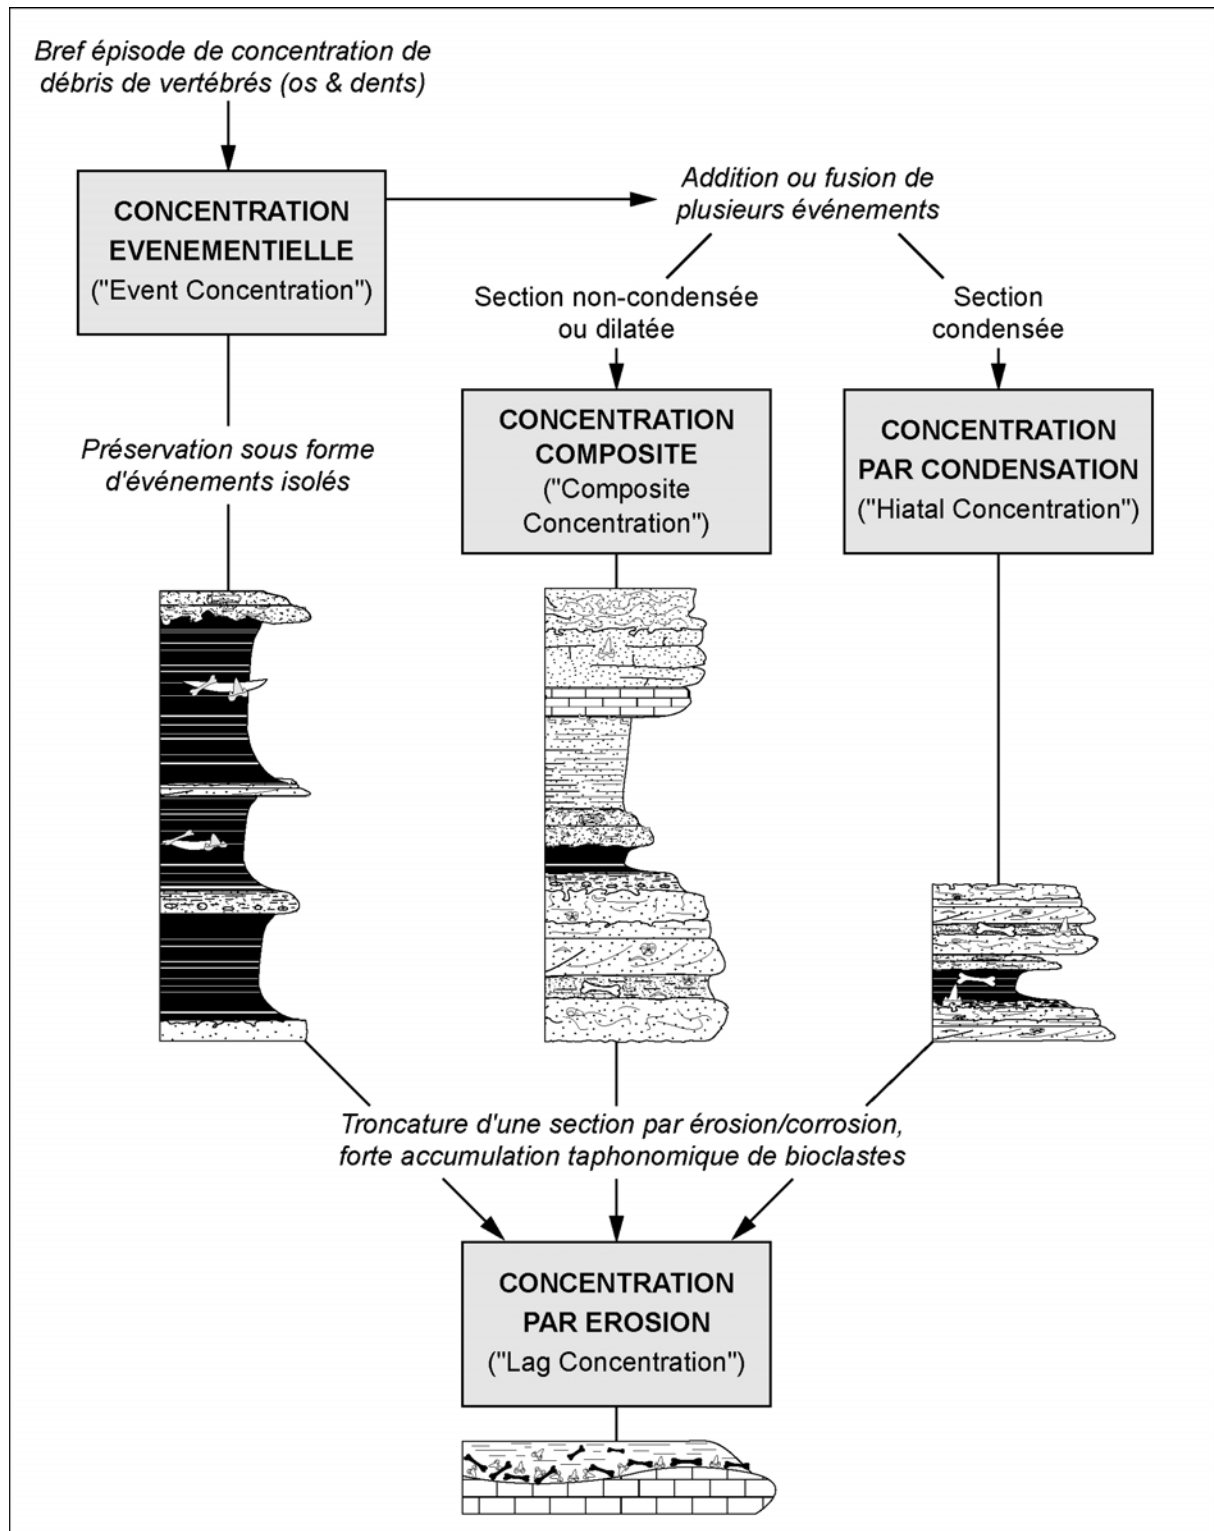 Bref épisode de concentration de
débris de vertébrés (os & dents)
CONCENTRATION
EVENEMENTIELLE
("Event Concentration")
Addition ou fusion de
plusieurs événements
Section non-condensée
ou dilatée
Section
condensée
CONCENTRATION
COMPOSITE
("Composite
Concentration")
CONCENTRATION
PAR CONDENSATION
("Hiatal Concentration")
Préservation sous forme
d'événements isolés
Troncature d'une section par érosion/corrosion,
forte accumulation taphonomique de bioclastes
CONCENTRATION
PAR EROSION
("Lag Concentration")